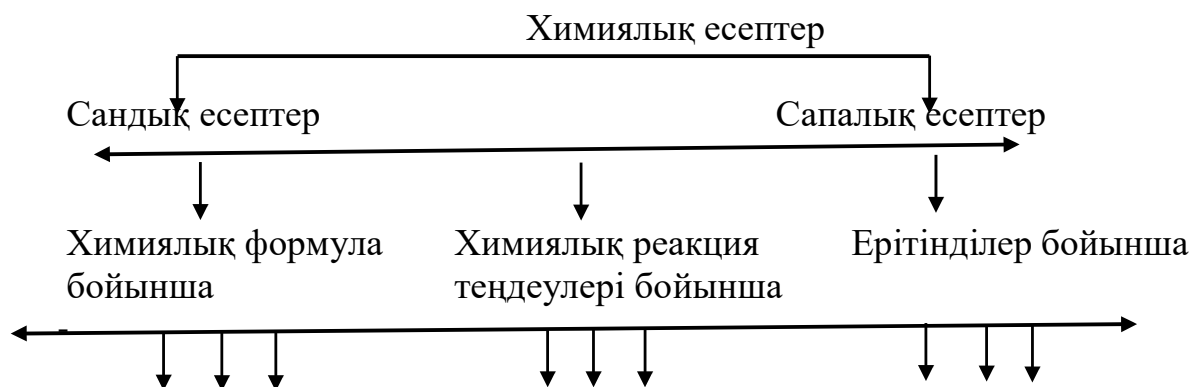 Химиялық есептер
Сандық есептер Сапалық есептер
Химиялық формула бойынша
Химиялық реакция теңдеулері бойынша
Ерітінділер бойынша